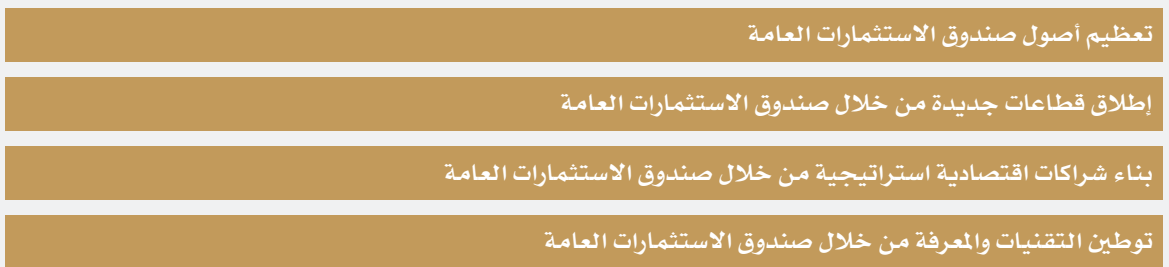 تعظيم أصول صندوق الاستثمارات العامة
إطلاق قطاعات جديدة من خلال صندوق الاستثمارات العامة
بناء شراكات اقتصادية استراتيجية من خلال صندوق الاستثمارات العامة
توطين التقنيات والمعرفة من خلال صندوق الاستثمارات العامة